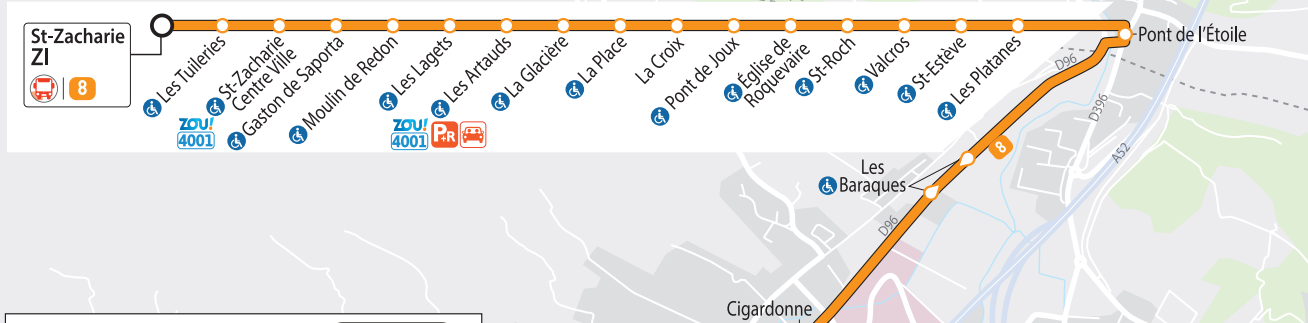 St-Zacharie
ZI
8
Les Tuileries
St-Zacharie
Centre Ville
ZOU!
4001
Gaston de Saporta
Moulin de Redon
Les Lagets
Les Artauds
ZOU!
4001
P+R
La Glacière
La Place
La Croix
Pont de Joux
Église de
Roquevaire
St-Roch
Valcros
St-Estève
Les Platanes
Pont de l'Étoile
D96
D396
A52
8
Les
Baraques
D96
Cigardonne